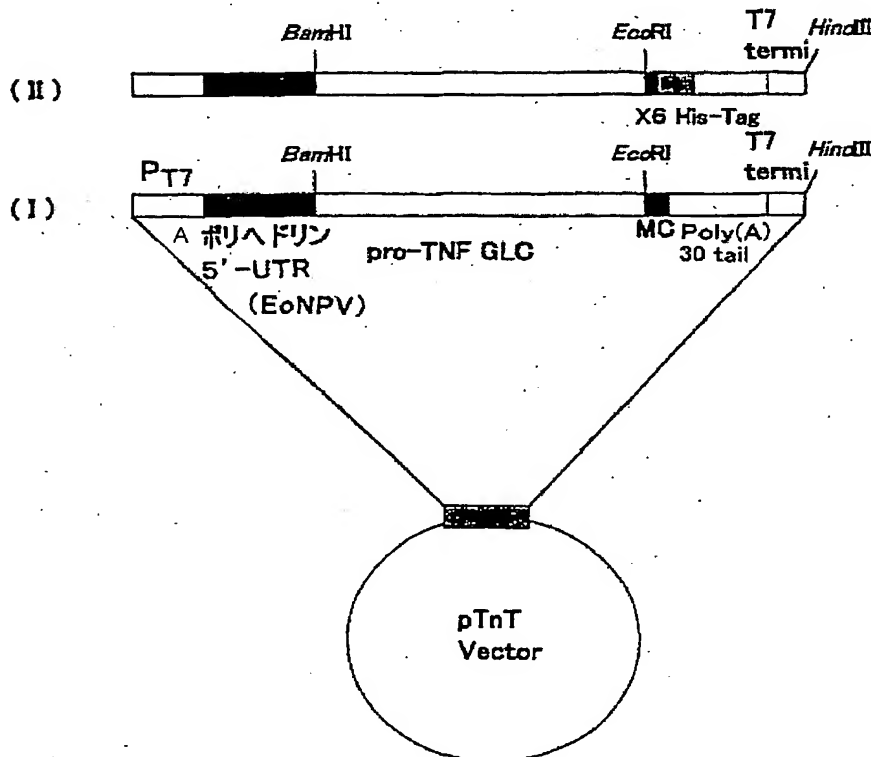 BamHI EcoRI T7 termi HindIII
(II)
X6 His-Tag
BamHI EcoRI T7 termi HindIII
PT7
(I)
A ポリヘドリン 5'-UTR (EoNPV)
pro-TNF GLC
MC
Poly(A) 30 tail
pTnT
Vector